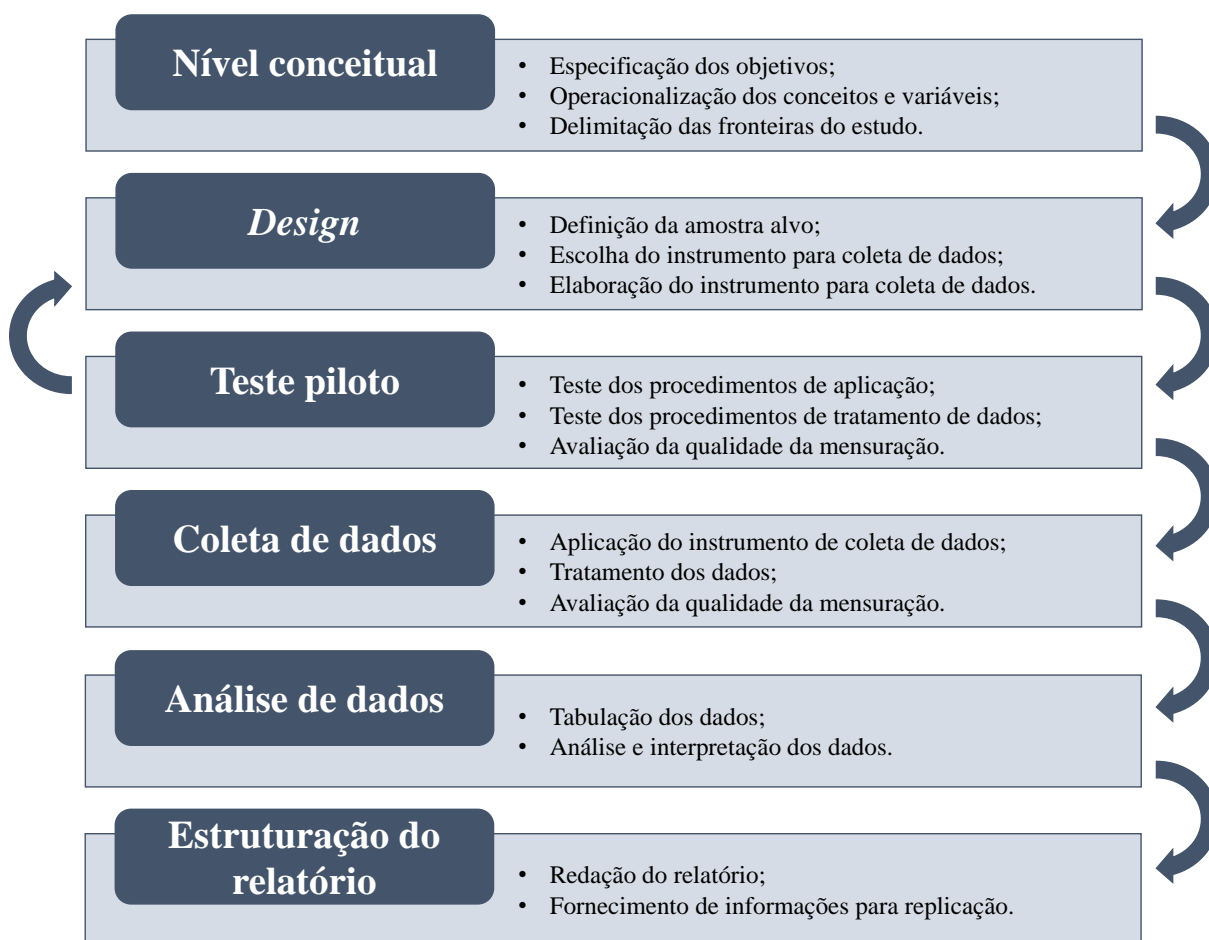 Nível conceitual
• Especificação dos objetivos;
• Operacionalização dos conceitos e variáveis;
• Delimitação das fronteiras do estudo.
Design
• Definição da amostra alvo;
• Escolha do instrumento para coleta de dados;
• Elaboração do instrumento para coleta de dados.
Teste piloto
• Teste dos procedimentos de aplicação;
• Teste dos procedimentos de tratamento de dados;
• Avaliação da qualidade da mensuração.
Coleta de dados
• Aplicação do instrumento de coleta de dados;
• Tratamento dos dados;
• Avaliação da qualidade da mensuração.
Análise de dados
• Tabulação dos dados;
• Análise e interpretação dos dados.
Estruturação do
relatório
• Redação do relatório;
• Fornecimento de informações para replicação.